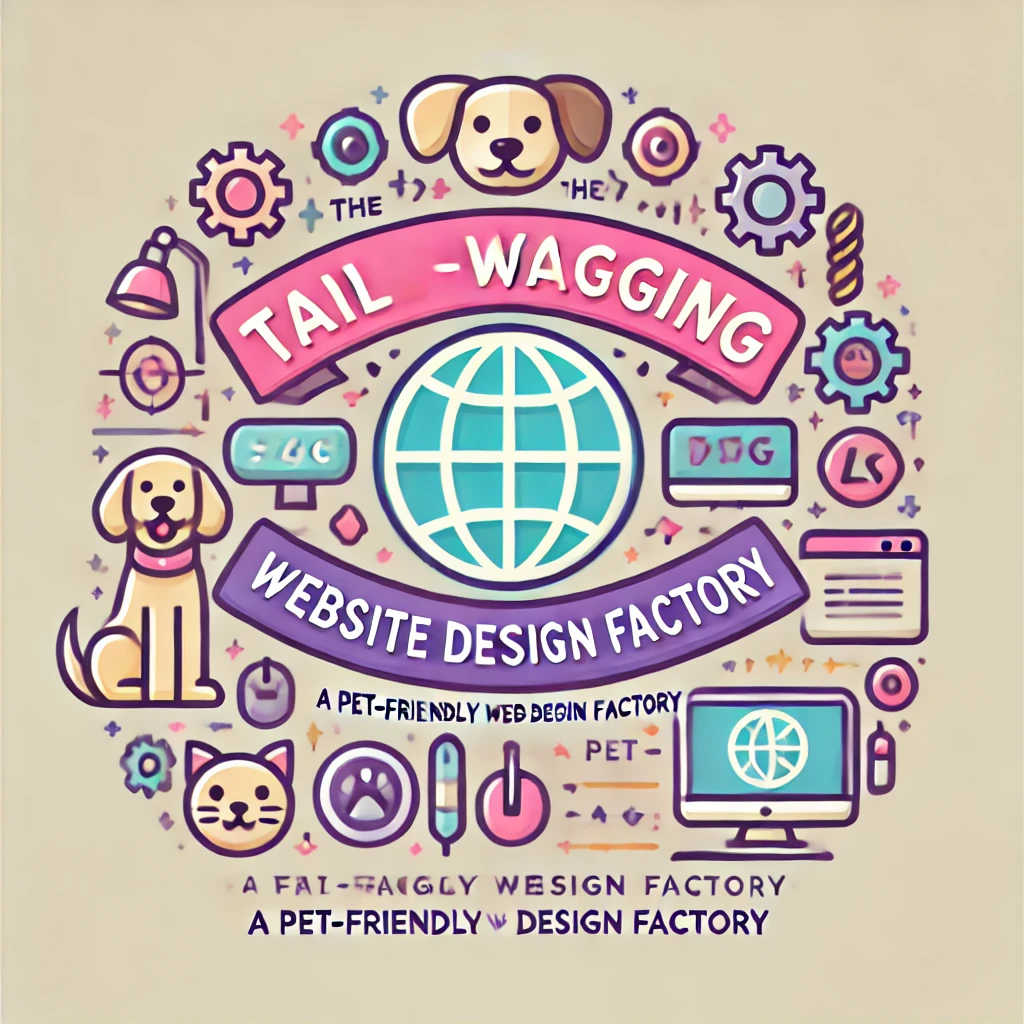 THE THE
TAIL -WAGGING
DDG
LS
WEBSITE DESIGN FACTORY
A PET-FRIENDLY WEB DEGIN FACTORY
PET-
WESIGN FACTORY
A PET-FRIENDLY DESIGN FACTORY